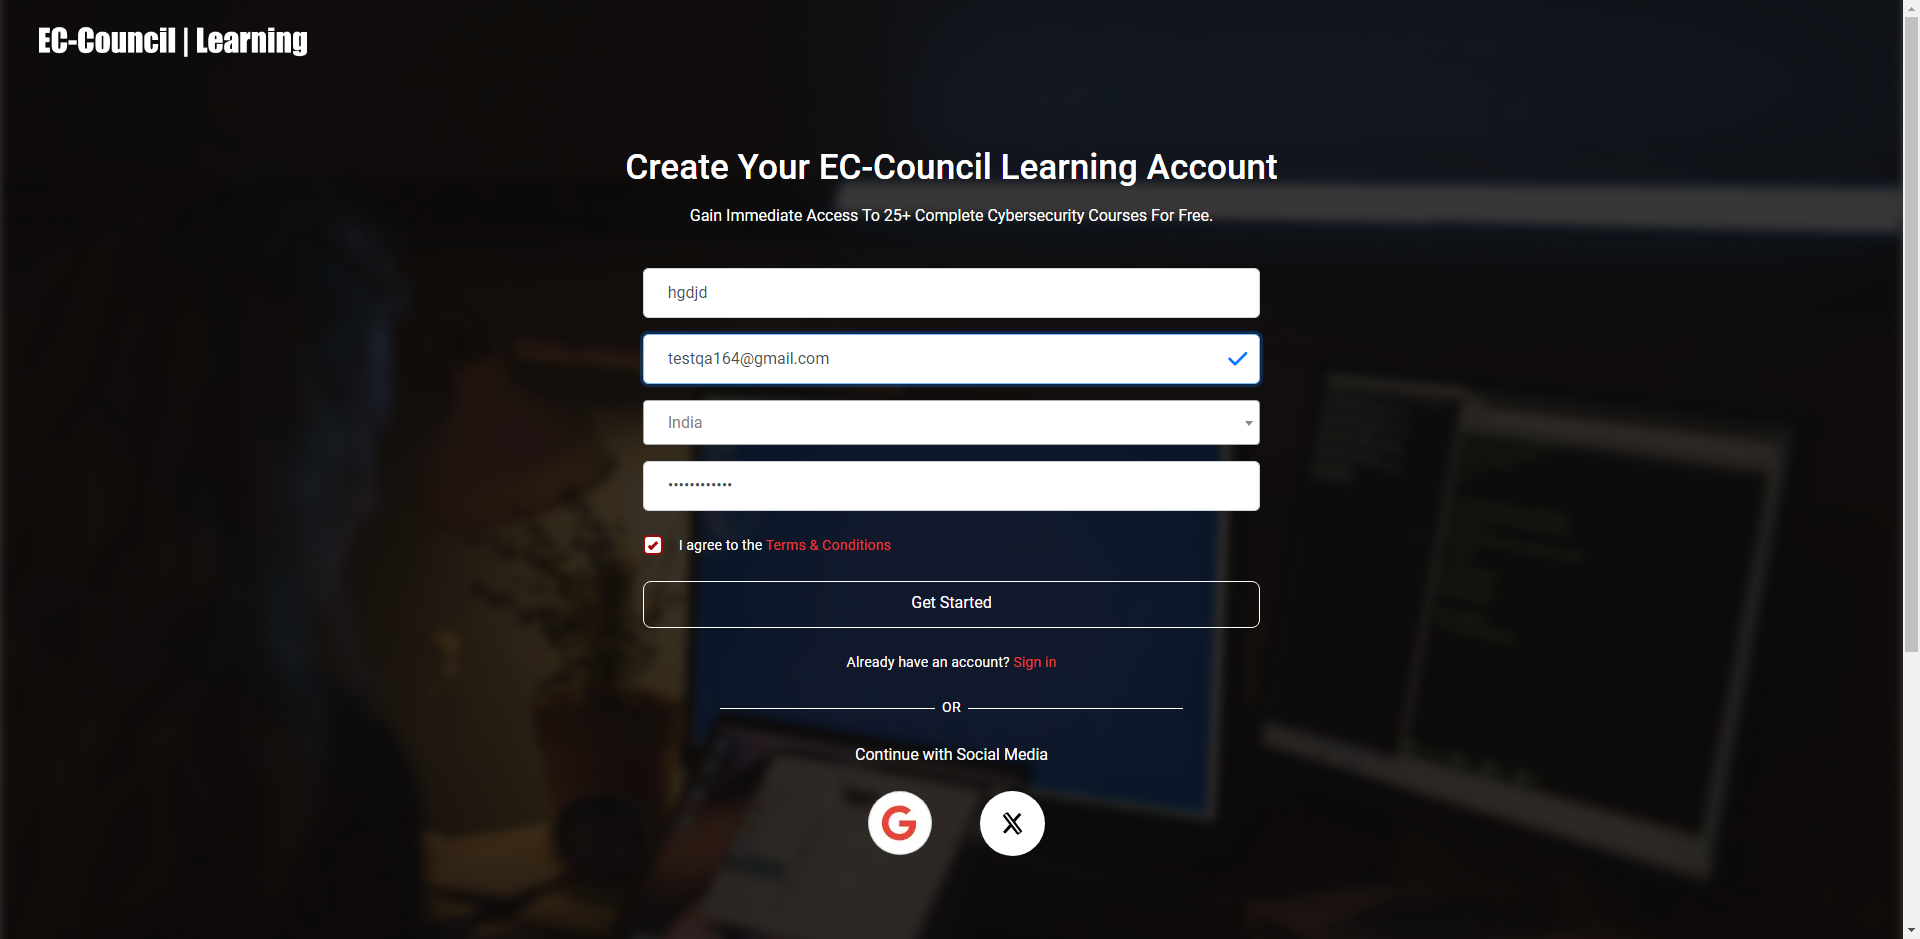 EC-Council | Learning
Create Your EC-Council Learning Account
Gain Immediate Access To 25+ Complete Cybersecurity Courses For Free.
hgdjd
testqa164@gmail.com
India
••••••••••••
I agree to the Terms & Conditions
Get Started
Already have an account? Sign in
OR
Continue with Social Media
G
X